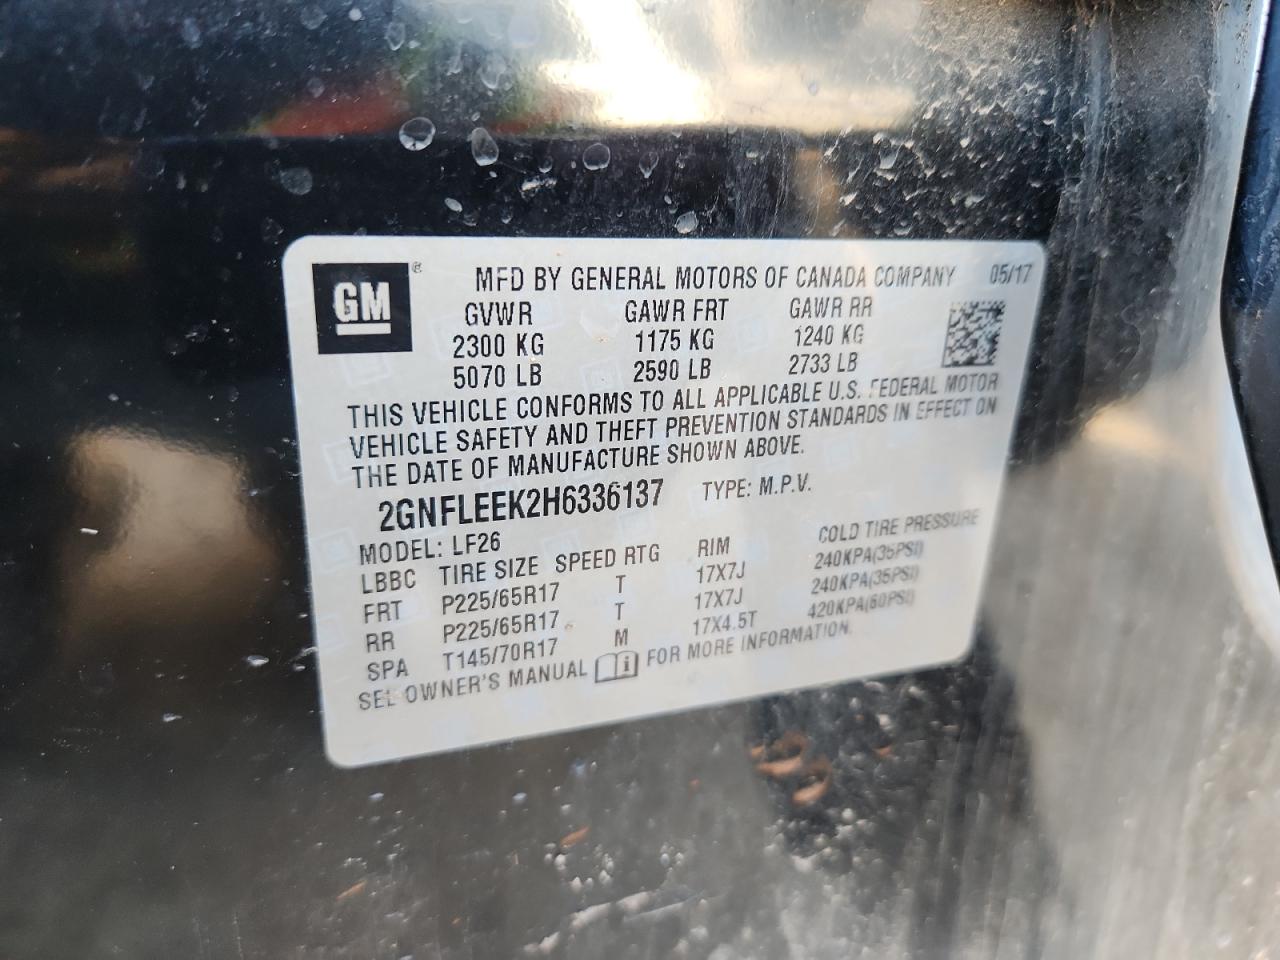 GM ®
MFD BY GENERAL MOTORS OF CANADA COMPANY 05/17
GVWR GAWR FRT GAWR RR
2300 KG 1175 KG 1240 KG
5070 LB 2590 LB 2733 LB
THIS VEHICLE CONFORMS TO ALL APPLICABLE U.S. FEDERAL MOTOR
VEHICLE SAFETY AND THEFT PREVENTION STANDARDS IN EFFECT ON
THE DATE OF MANUFACTURE SHOWN ABOVE.
2GNFLEEK2H6336137 TYPE: M.P.V.
MODEL: LF26
LBBC TIRE SIZE SPEED RTG RIM COLD TIRE PRESSURE
FRT P225/65R17 T 17X7J 240KPA(35PSI)
RR P225/65R17 T 17X7J 240KPA(35PSI)
SPA T145/70R17 M 17X4.5T 420KPA(60PSI)
SEE OWNER'S MANUAL FOR MORE INFORMATION.